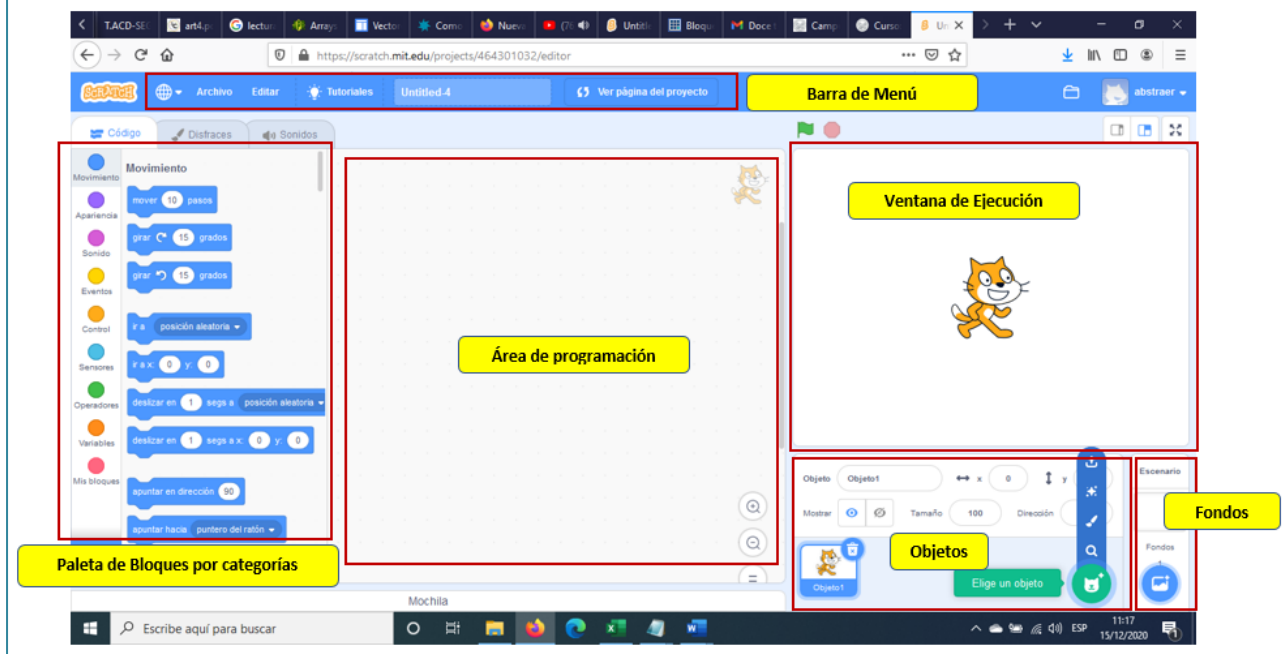 T.ACD-SE
art4.p
lectur
Arrays
Vector
Como
Nueva
(7
Untitl
Bloqu
Doce
Camp
Curso
Un
https://scratch.mit.edu/projects/464301032/editor
SCRATCH
Archivo
Editar
Tutoriales
Untitled-4
Ver página del proyecto
Barra de Menú
abstraer
Código
Disfraces
Sonidos
Movimiento
Apariencia
Sonido
Eventos
Control
Sensores
Operadores
Variables
Mis bloques
Movimiento
mover 10 pasos
girar 15 grados
girar 15 grados
ir a posición aleatoria
ir a x: 0 y: 0
deslizar en 1 segs a posición aleatoria
deslizar en 1 segs a x: 0 y: 0
apuntar en dirección 90
apuntar hacia puntero del ratón
Paleta de Bloques por categorías
Área de programación
Ventana de Ejecución
Objeto Objeto1 x 0 y
Mostrar Tamaño 100 Dirección
Objetos
Objeto1
Elige un objeto
Escenario
Fondos
Fondos
1
Mochila
Escribe aquí para buscar
ESP
11:17
15/12/2020
1